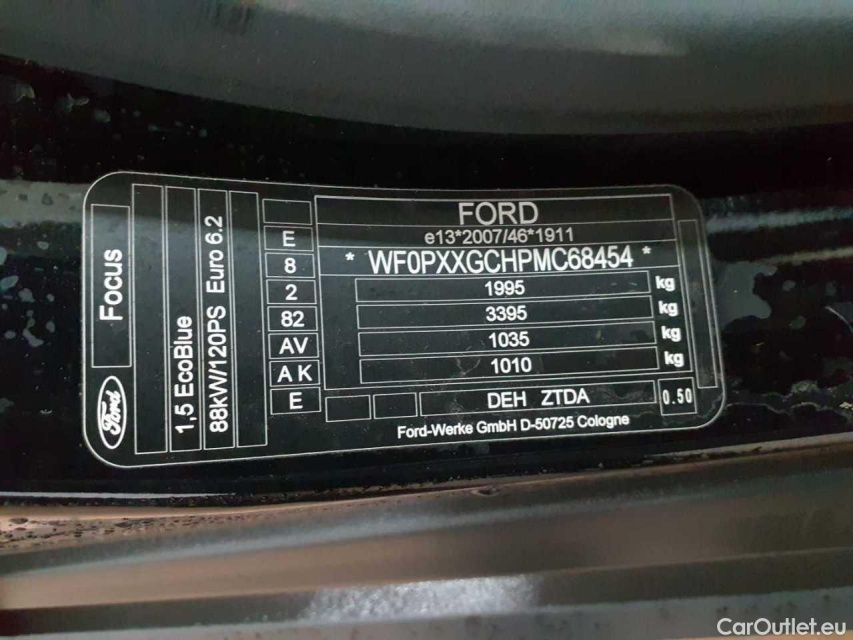 Focus
Ford
1.5 EcoBlue
88kW/120PS Euro 6.2
E
8
2
82
AV
A K
E
FORD
e13*2007/46*1911
* WF0PXXGCHPMC68454 *
1995 kg
3395 kg
1035 kg
1010 kg
DEH ZTDA 0.50
Ford-Werke GmbH D-50725 Cologne
CarOutlet.eu